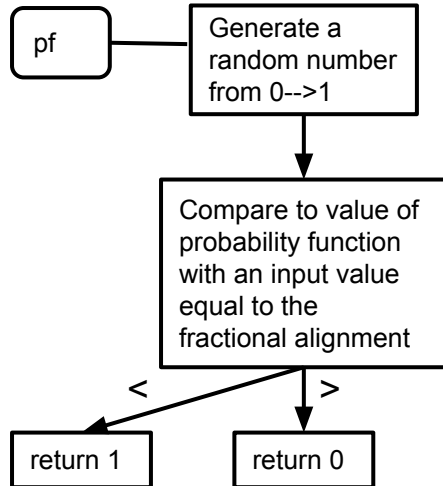 pf
Generate a
random number
from 0-->1
Compare to value of
probability function
with an input value
equal to the
fractional alignment
< >
return 1
return 0